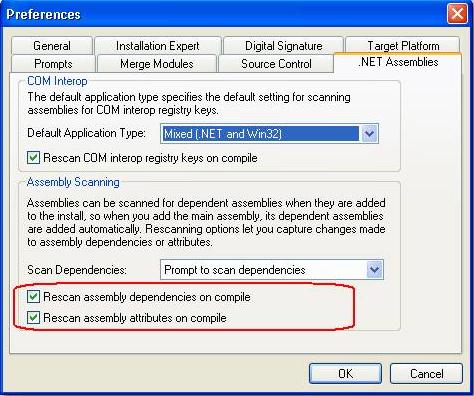 Preferences
General
Installation Expert
Digital Signature
Target Platform
Prompts
Merge Modules
Source Control
.NET Assemblies
COM Interop
The default application type specifies the default setting for scanning
assemblies for COM interop registry keys.
Default Application Type:
Mixed (.NET and Win32)
Rescan COM interop registry keys on compile
Assembly Scanning
Assemblies can be scanned for dependent assemblies when they are added
to the install, so when you add the main assembly, its dependent assemblies
are added automatically. Rescanning options let you capture changes made
to assembly dependencies or attributes.
Scan Dependencies:
Prompt to scan dependencies
Rescan assembly dependencies on compile
Rescan assembly attributes on compile
OK
Cancel